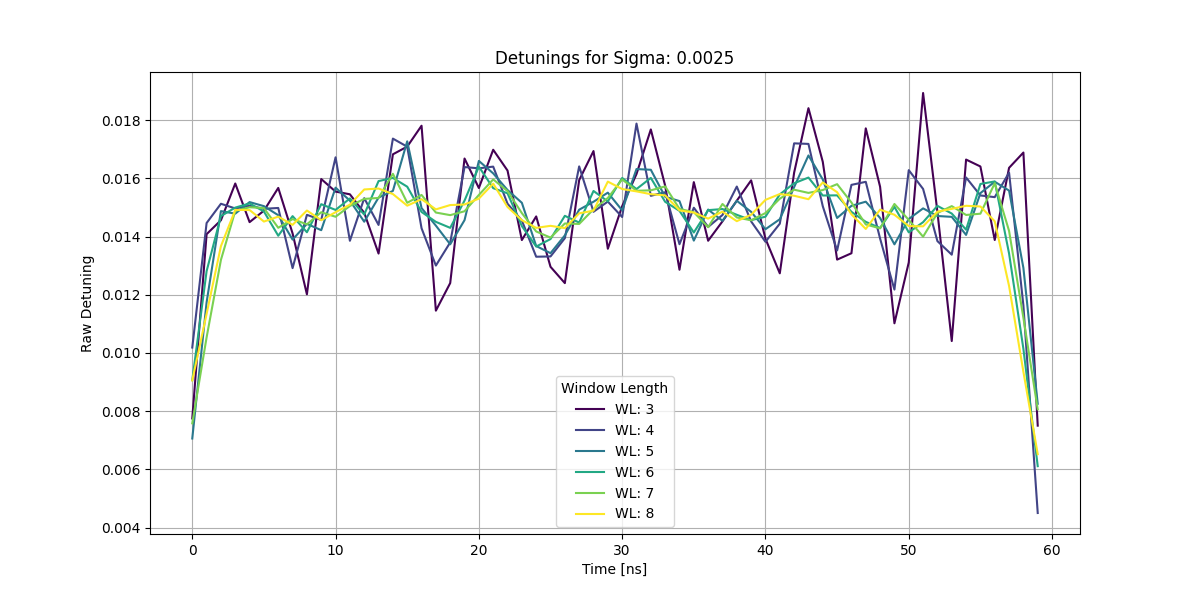 Detunings for Sigma: 0.0025
Raw Detuning
0.018
0.016
0.014
0.012
0.010
0.008
0.006
0.004
Window Length
WL: 3
WL: 4
WL: 5
WL: 6
WL: 7
WL: 8
0
10
20
30
40
50
60
Time [ns]